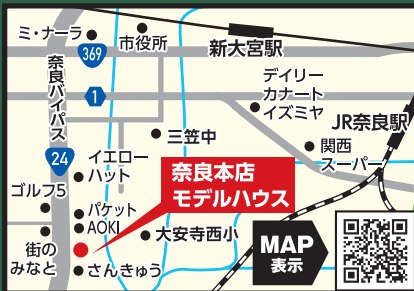 ミ・ナーラ
市役所
新大宮駅
369
奈良バイパス
1
デイリー
カナート
イズミヤ
JR奈良駅
三笠中
関西
スーパー
24
イエロー
ハット
奈良本店
モデルハウス
ゴルフ5
パケット
AOKI
大安寺西小
街の
みなと
さんきゅう
MAP
表示